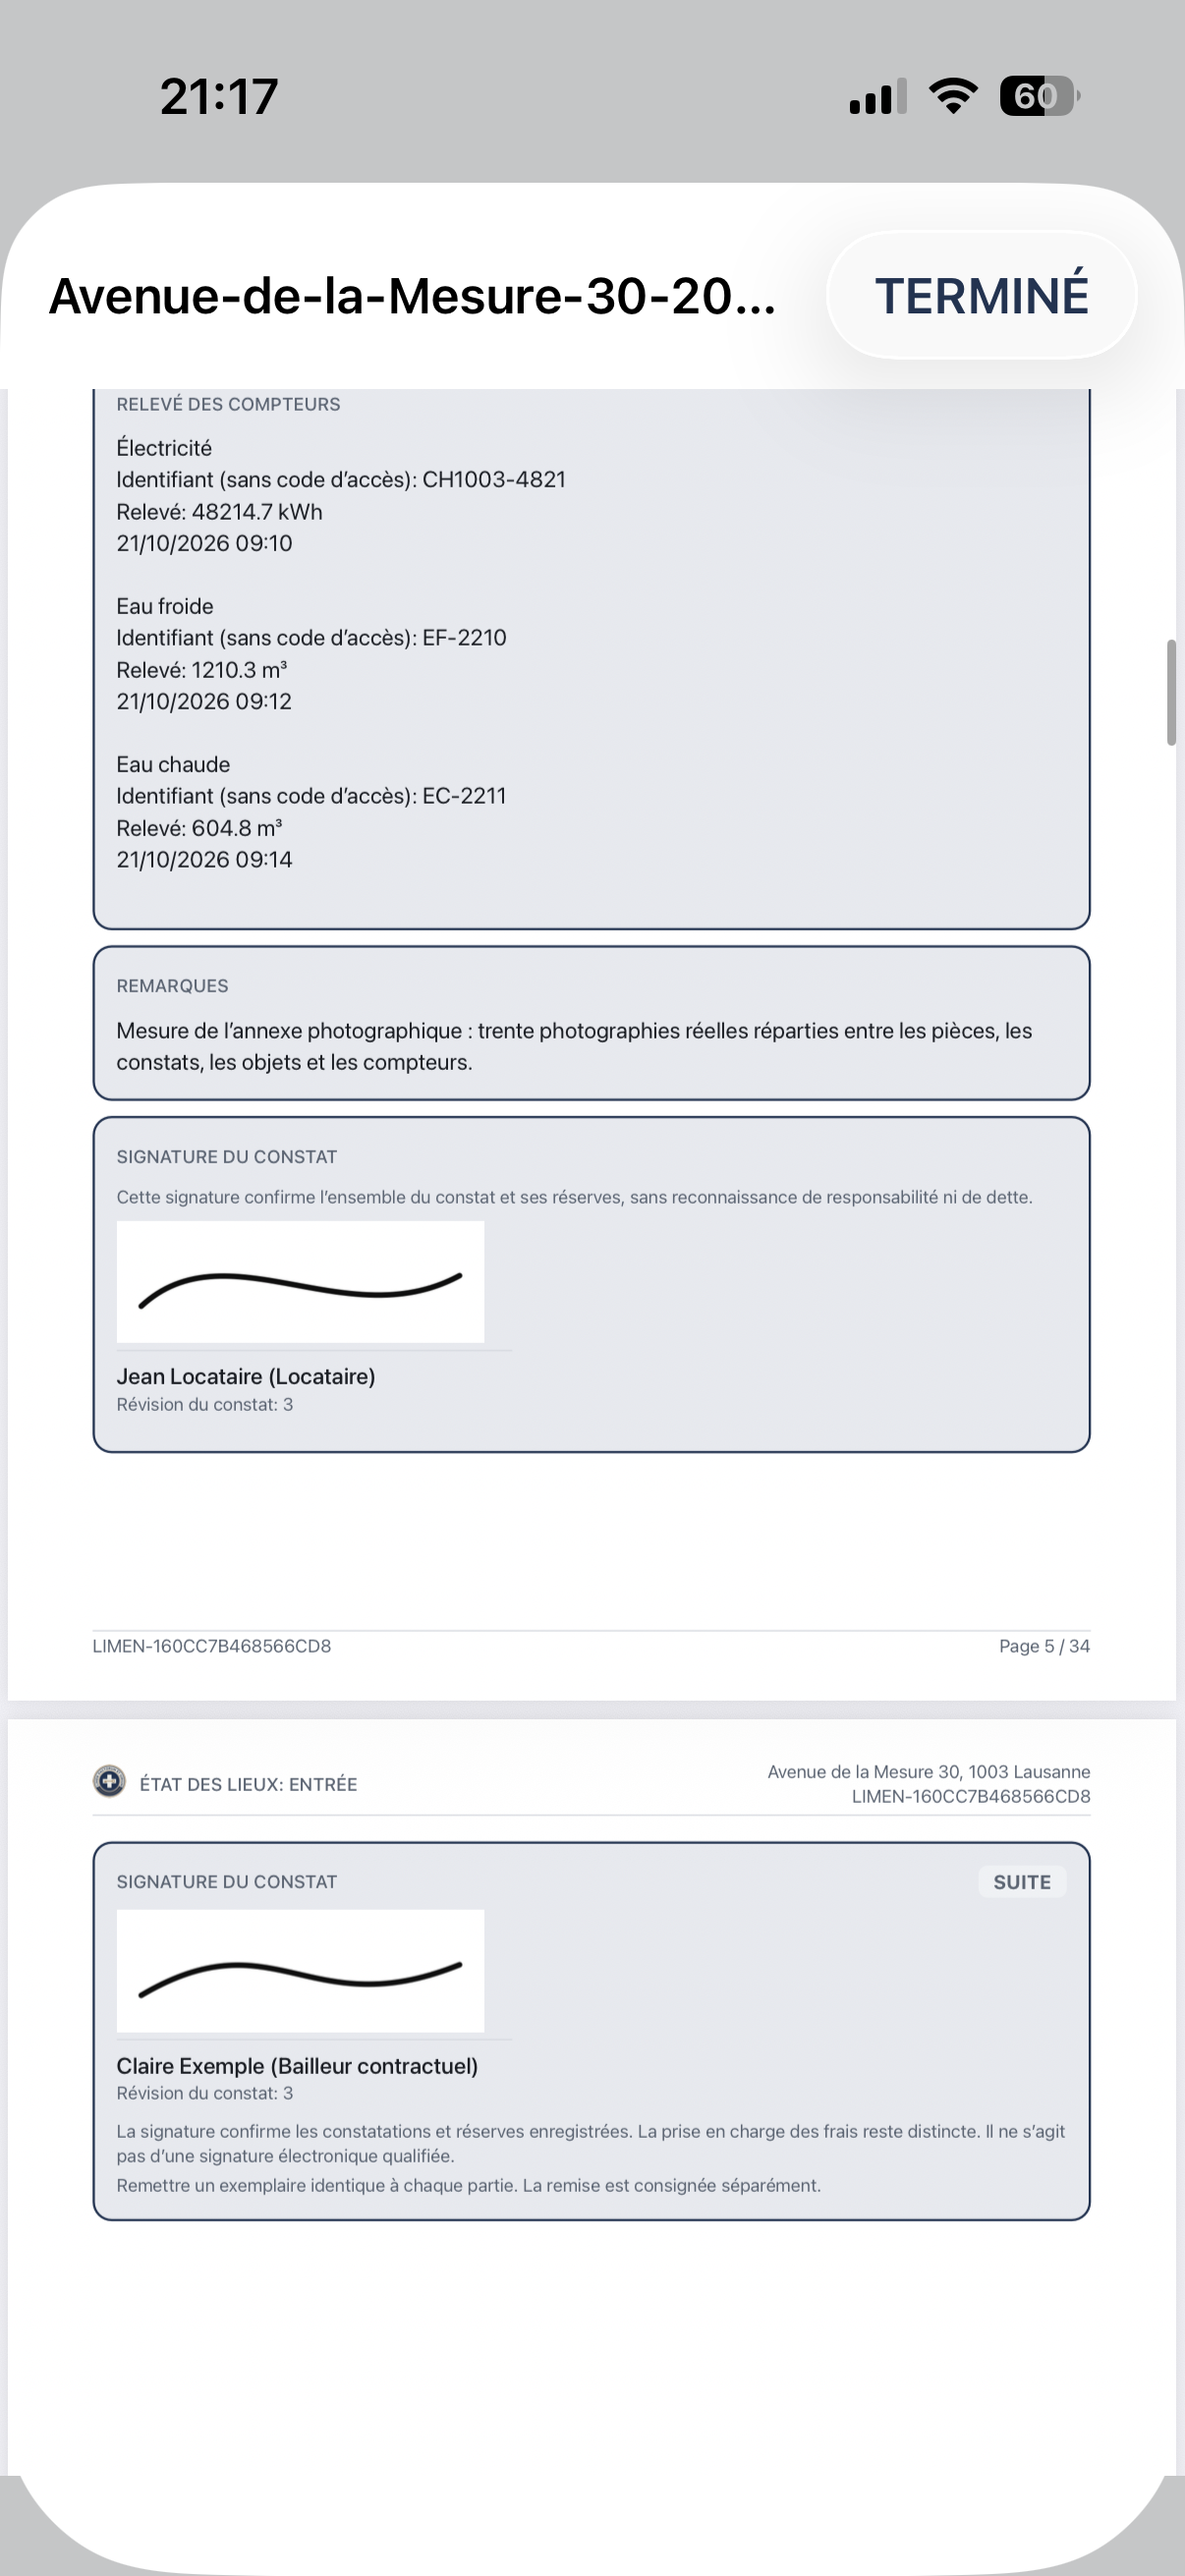 21:17
60
Avenue-de-la-Mesure-30-20...
TERMINÉ
RELEVÉ DES COMPTEURS
Électricité
Identifiant (sans code d’accès): CH1003-4821
Relevé: 48214.7 kWh
21/10/2026 09:10
Eau froide
Identifiant (sans code d’accès): EF-2210
Relevé: 1210.3 m³
21/10/2026 09:12
Eau chaude
Identifiant (sans code d’accès): EC-2211
Relevé: 604.8 m³
21/10/2026 09:14
REMARQUES
Mesure de l’annexe photographique : trente photographies réelles réparties entre les pièces, les
constats, les objets et les compteurs.
SIGNATURE DU CONSTAT
Cette signature confirme l’ensemble du constat et ses réserves, sans reconnaissance de responsabilité ni de dette.
Jean Locataire (Locataire)
Révision du constat: 3
LIMEN-160CC7B468566CD8
Page 5 / 34
ÉTAT DES LIEUX: ENTRÉE
Avenue de la Mesure 30, 1003 Lausanne
LIMEN-160CC7B468566CD8
SIGNATURE DU CONSTAT
SUITE
Claire Exemple (Bailleur contractuel)
Révision du constat: 3
La signature confirme les constatations et réserves enregistrées. La prise en charge des frais reste distincte. Il ne s’agit
pas d’une signature électronique qualifiée.
Remettre un exemplaire identique à chaque partie. La remise est consignée séparément.